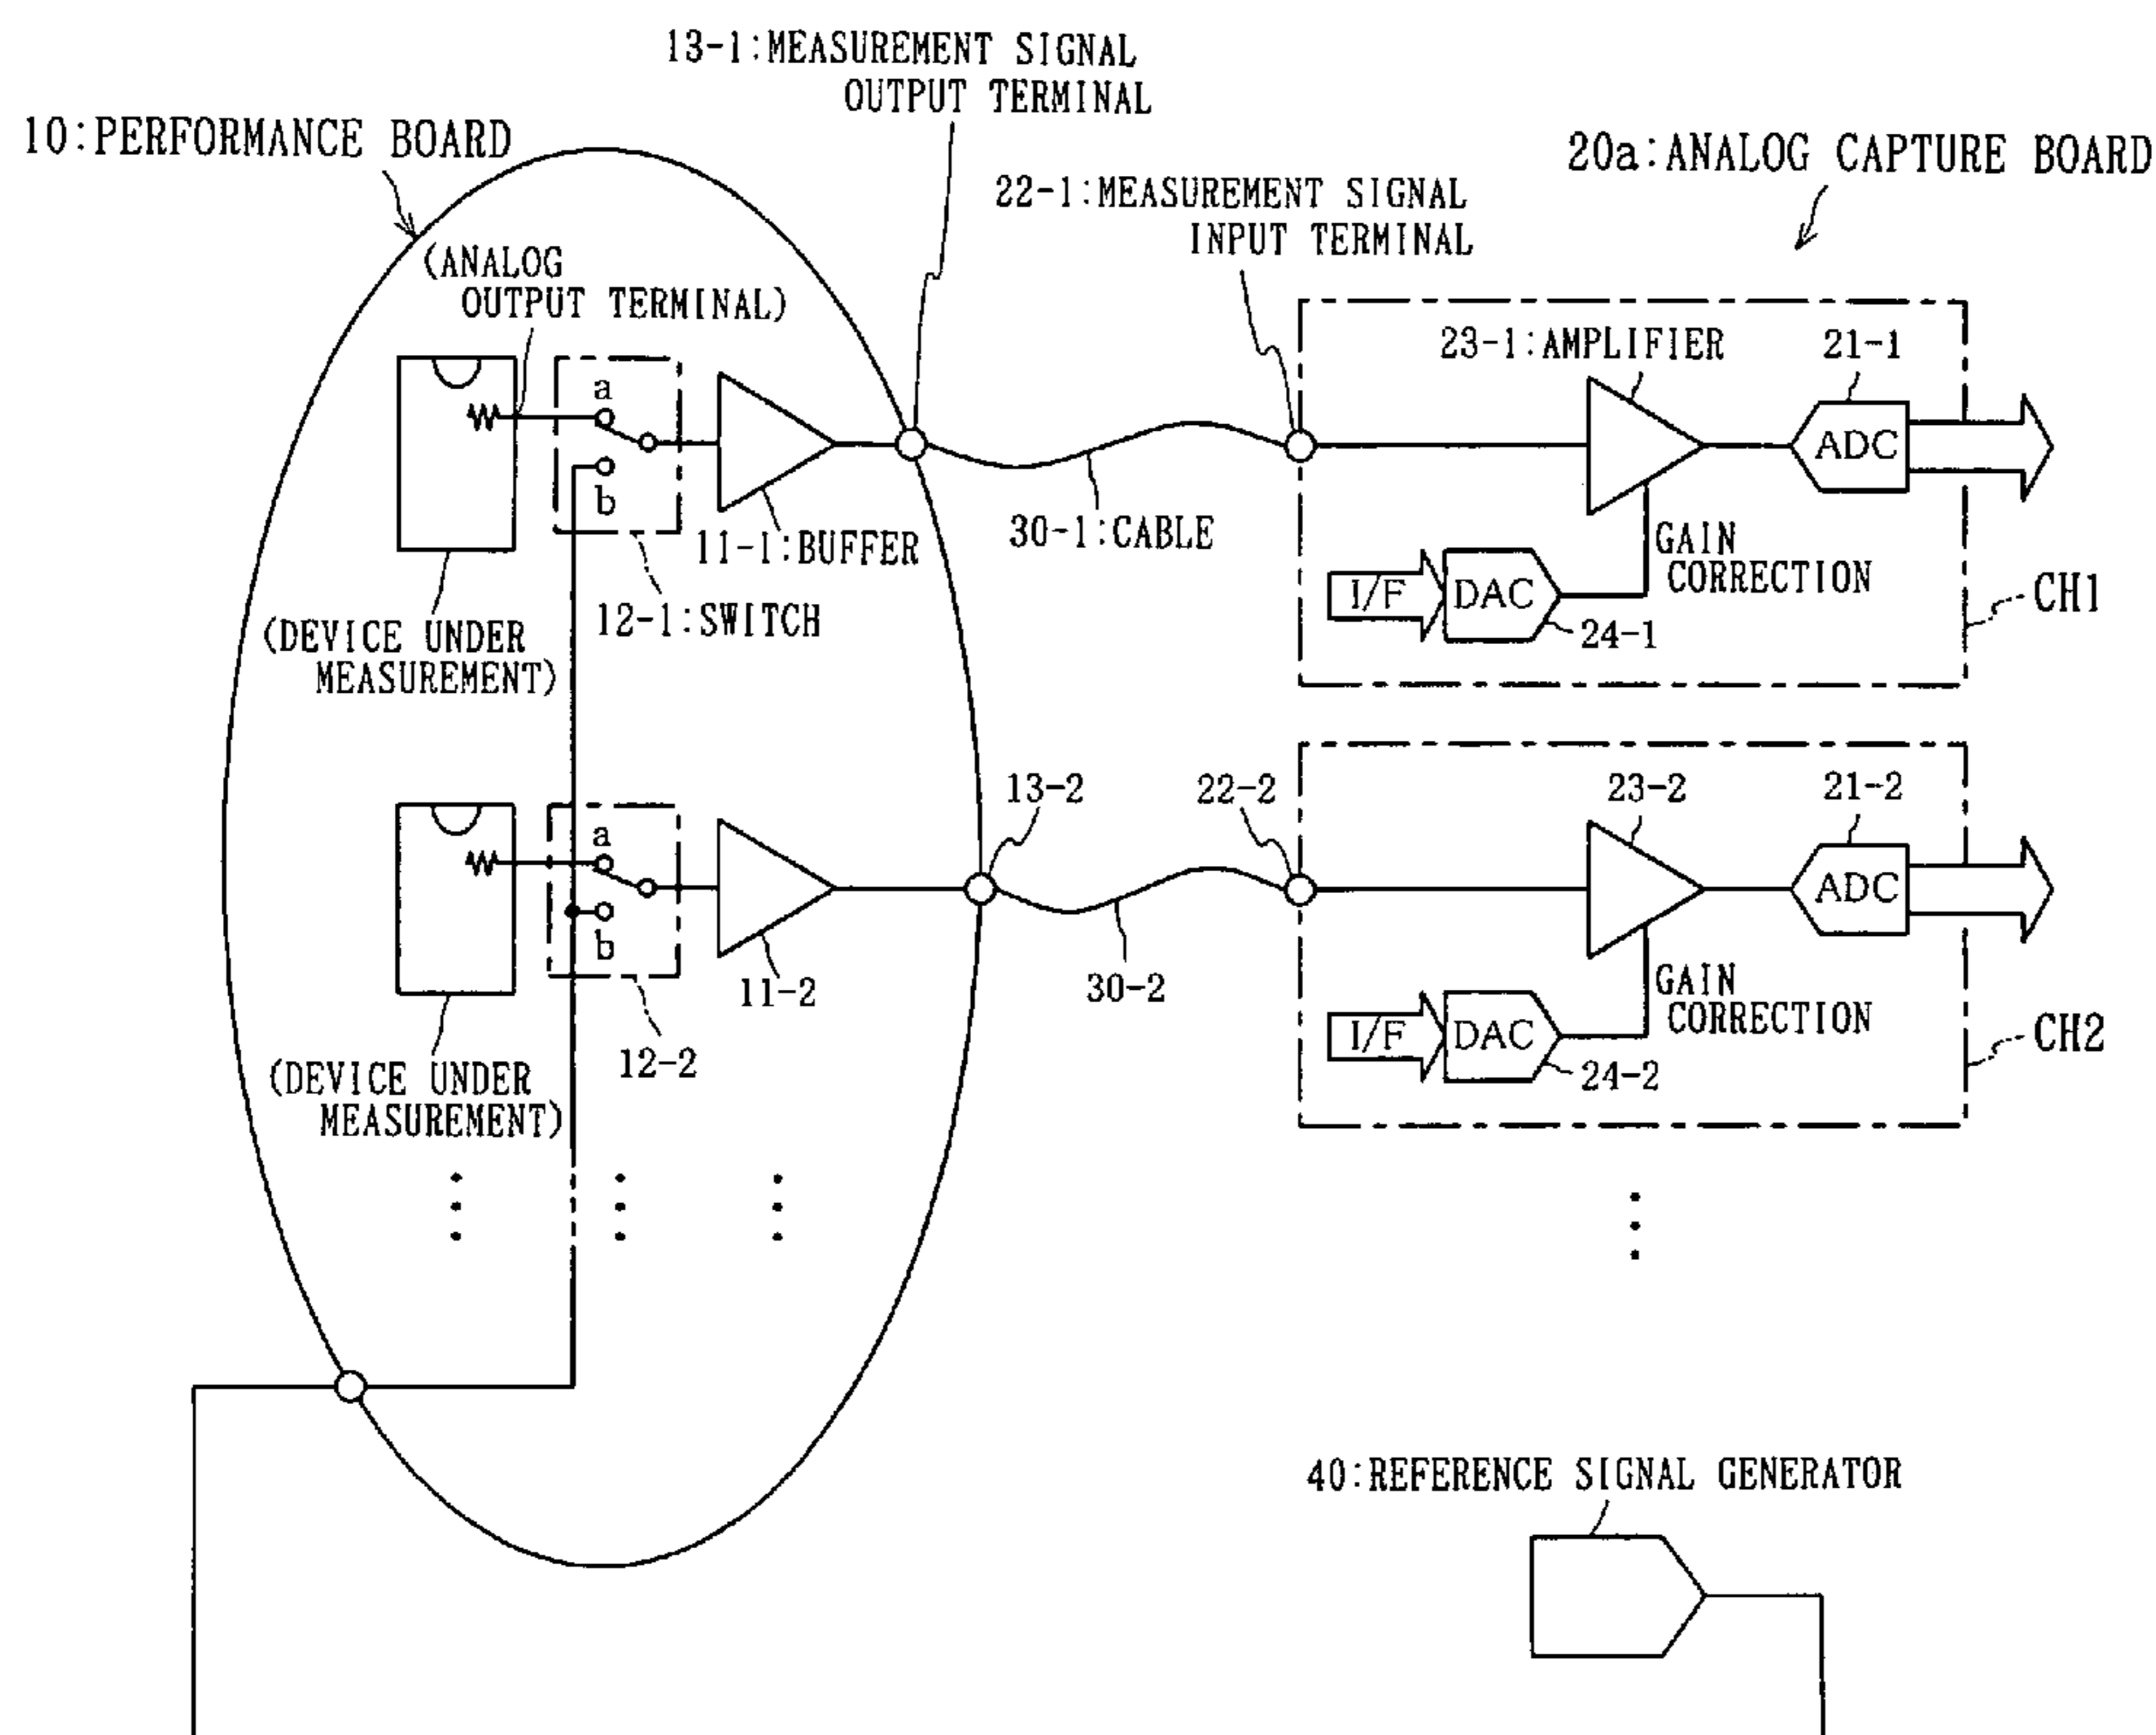 13-1:MEASUREMENT SIGNAL
OUTPUT TERMINAL
10:PERFORMANCE BOARD
20a:ANALOG CAPTURE BOARD
22-1:MEASUREMENT SIGNAL
INPUT TERMINAL
(ANALOG
OUTPUT TERMINAL)
23-1:AMPLIFIER
21-1
a
b
ADC
11-1:BUFFER
30-1:CABLE
GAIN
CORRECTION
I/F
DAC
24-1
CH1
12-1:SWITCH
(DEVICE UNDER
MEASUREMENT)
13-2
22-2
23-2
21-2
a
b
ADC
11-2
30-2
GAIN
CORRECTION
I/F
DAC
24-2
CH2
12-2
(DEVICE UNDER
MEASUREMENT)
40:REFERENCE SIGNAL GENERATOR